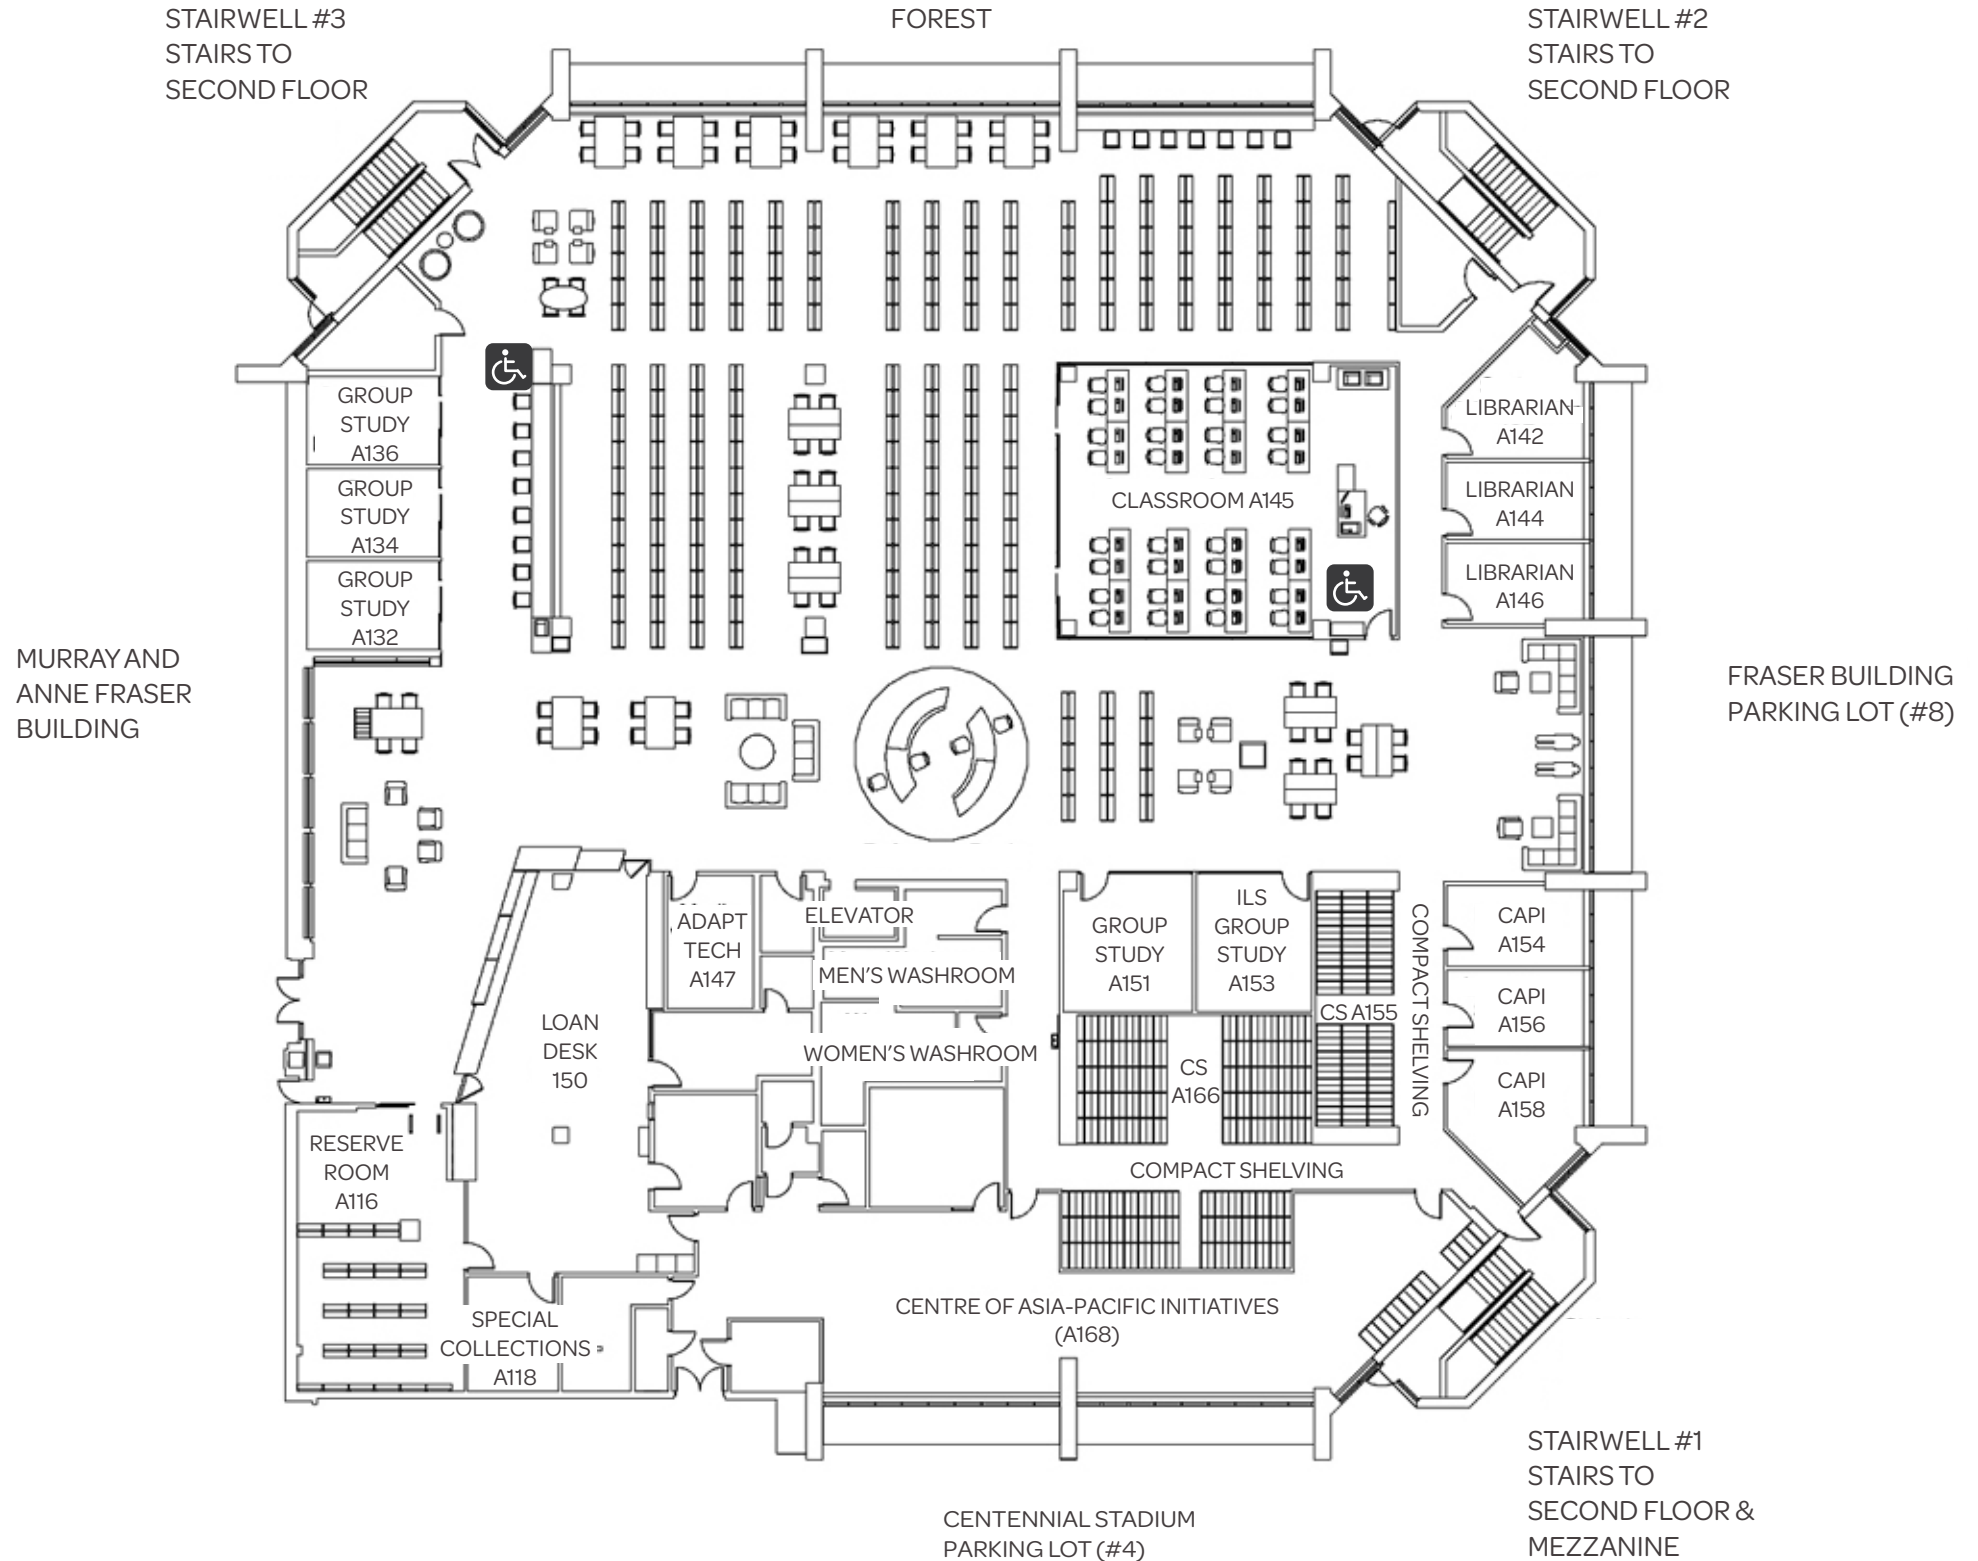 STAIRWELL #3
STAIRS TO
SECOND FLOOR
FOREST
STAIRWELL #2
STAIRS TO
SECOND FLOOR
GROUP
STUDY
A136
GROUP
STUDY
A134
GROUP
STUDY
A132
CLASSROOM A145
LIBRARIAN
A142
LIBRARIAN
A144
LIBRARIAN
A146
MURRAY AND
ANNE FRASER
BUILDING
FRASER BUILDING
PARKING LOT (#8)
ADAPT
TECH
A147
ELEVATOR
MEN'S WASHROOM
WOMEN'S WASHROOM
LOAN
DESK
150
GROUP
STUDY
A151
ILS
GROUP
STUDY
A153
CS A155
COMPACT SHELVING
CS
A166
CAPI
A154
CAPI
A156
CAPI
A158
COMPACT SHELVING
RESERVE
ROOM
A116
SPECIAL
COLLECTIONS
A118
CENTRE OF ASIA-PACIFIC INITIATIVES
(A168)
STAIRWELL #1
STAIRS TO
SECOND FLOOR &
MEZZANINE
CENTENNIAL STADIUM
PARKING LOT (#4)